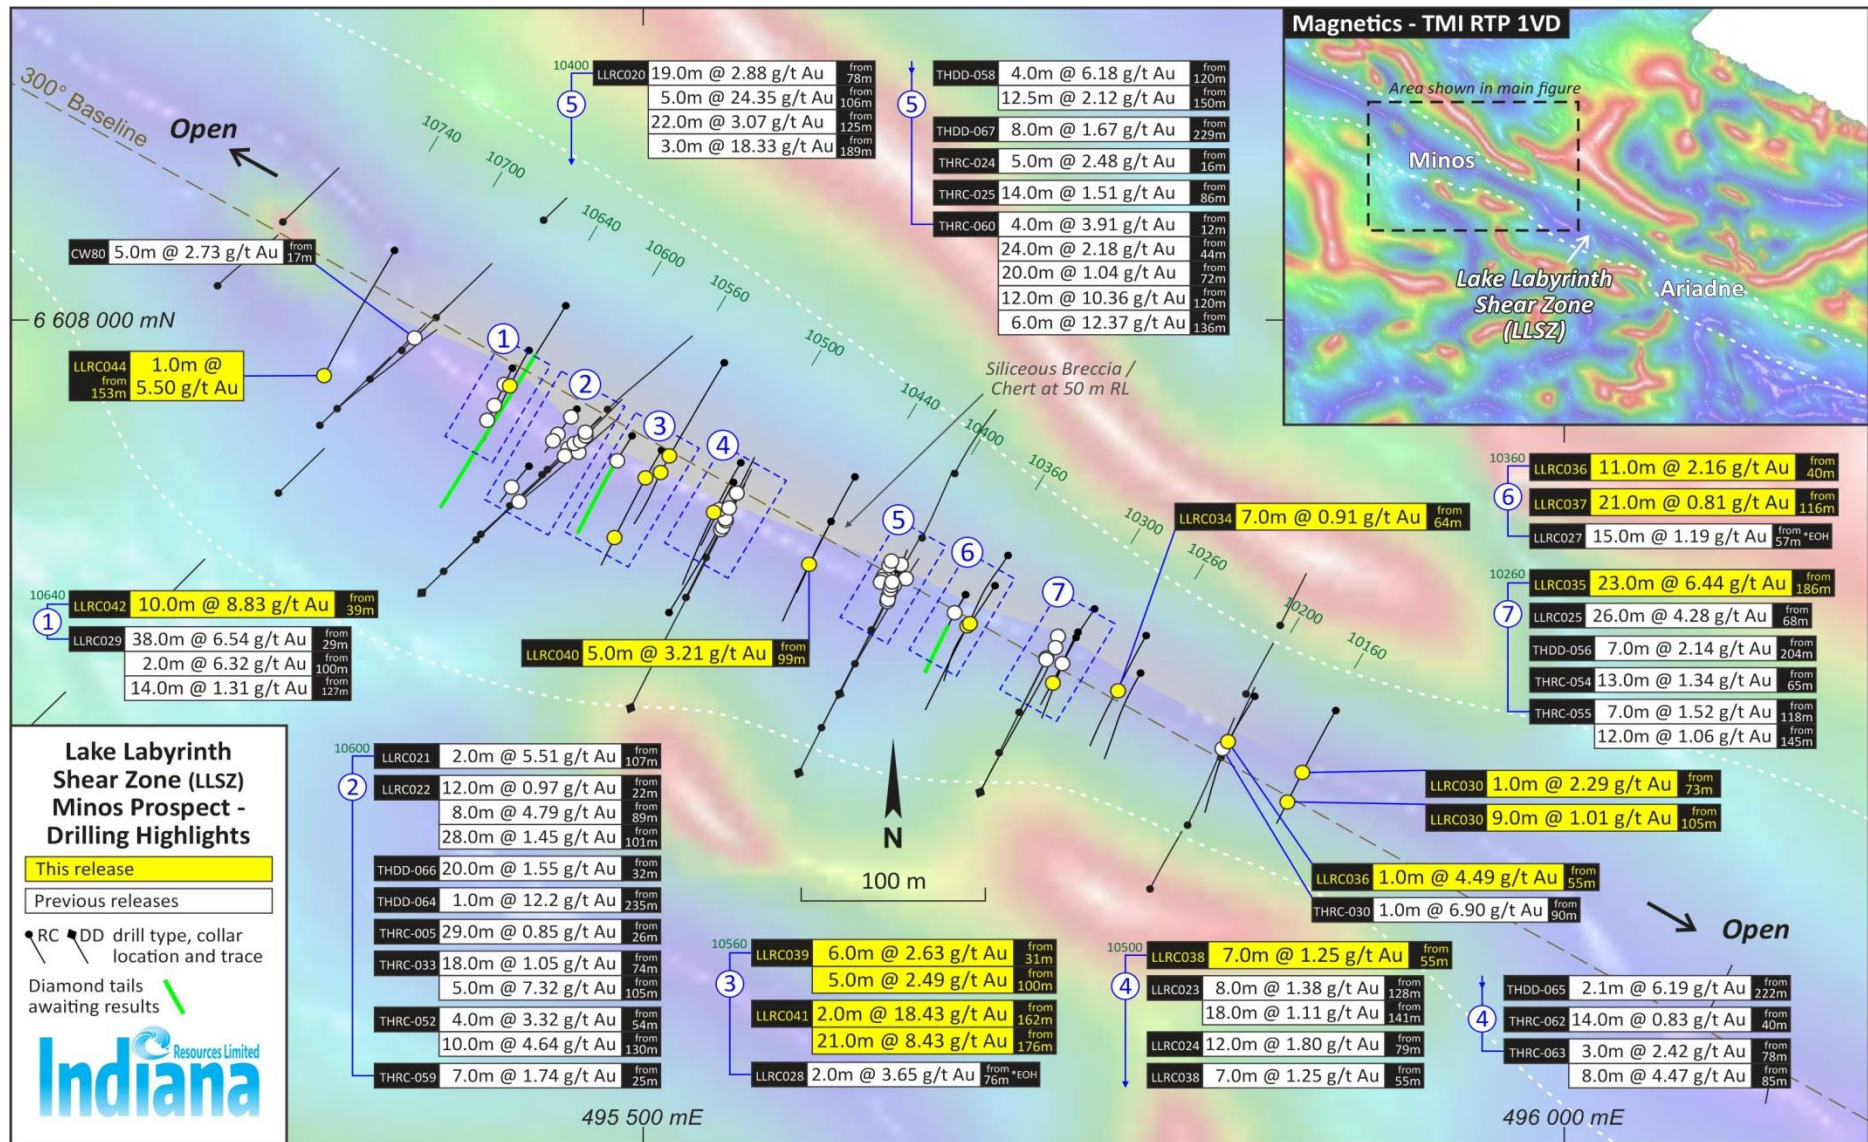 Magnetics - TMI RTP 1VD
Area shown in main figure
Minos
Lake Labyrinth
Shear Zone
(LLSZ)
Ariadne
300° Baseline
Open
10740
10700
10640
10600
10560
10500
10440
10400
10360
10300
10260
10200
10160
Siliceous Breccia /
Chert at 50 m RL
6 608 000 mN
10400
5
LLRC020 19.0m @ 2.88 g/t Au from 78m
5.0m @ 24.35 g/t Au from 106m
22.0m @ 3.07 g/t Au from 125m
3.0m @ 18.33 g/t Au from 189m
5
THDD-058 4.0m @ 6.18 g/t Au from 120m
12.5m @ 2.12 g/t Au from 150m
THDD-067 8.0m @ 1.67 g/t Au from 229m
THRC-024 5.0m @ 2.48 g/t Au from 16m
THRC-025 14.0m @ 1.51 g/t Au from 86m
THRC-060 4.0m @ 3.91 g/t Au from 12m
24.0m @ 2.18 g/t Au from 44m
20.0m @ 1.04 g/t Au from 72m
12.0m @ 10.36 g/t Au from 120m
6.0m @ 12.37 g/t Au from 136m
CW80 5.0m @ 2.73 g/t Au from 17m
LLRC044 from 153m 1.0m @
5.50 g/t Au
1
2
3
4
5
6
7
LLRC034 7.0m @ 0.91 g/t Au from 64m
10360
6
LLRC036 11.0m @ 2.16 g/t Au from 40m
LLRC037 21.0m @ 0.81 g/t Au from 116m
LLRC027 15.0m @ 1.19 g/t Au from 57m *EOH
10260
7
LLRC035 23.0m @ 6.44 g/t Au from 186m
LLRC025 26.0m @ 4.28 g/t Au from 68m
THDD-056 7.0m @ 2.14 g/t Au from 204m
THRC-054 13.0m @ 1.34 g/t Au from 65m
THRC-055 7.0m @ 1.52 g/t Au from 118m
12.0m @ 1.06 g/t Au from 145m
10640
1
LLRC042 10.0m @ 8.83 g/t Au from 39m
LLRC029 38.0m @ 6.54 g/t Au from 29m
2.0m @ 6.32 g/t Au from 100m
14.0m @ 1.31 g/t Au from 127m
LLRC040 5.0m @ 3.21 g/t Au from 99m
LLRC030 1.0m @ 2.29 g/t Au from 73m
LLRC030 9.0m @ 1.01 g/t Au from 105m
LLRC036 1.0m @ 4.49 g/t Au from 55m
THRC-030 1.0m @ 6.90 g/t Au from 90m
Open
N
100 m
Lake Labyrinth
Shear Zone (LLSZ)
Minos Prospect -
Drilling Highlights
This release
Previous releases
RC DD drill type, collar
location and trace
Diamond tails
awaiting results
Indiana
Resources Limited
10600
2
LLRC021 2.0m @ 5.51 g/t Au from 107m
LLRC022 12.0m @ 0.97 g/t Au from 22m
8.0m @ 4.79 g/t Au from 89m
28.0m @ 1.45 g/t Au from 101m
THDD-066 20.0m @ 1.55 g/t Au from 32m
THDD-064 1.0m @ 12.2 g/t Au from 235m
THRC-005 29.0m @ 0.85 g/t Au from 26m
THRC-033 18.0m @ 1.05 g/t Au from 74m
5.0m @ 7.32 g/t Au from 105m
THRC-052 4.0m @ 3.32 g/t Au from 54m
10.0m @ 4.64 g/t Au from 130m
THRC-059 7.0m @ 1.74 g/t Au from 25m
10560
3
LLRC039 6.0m @ 2.63 g/t Au from 31m
5.0m @ 2.49 g/t Au from 100m
LLRC041 2.0m @ 18.43 g/t Au from 162m
21.0m @ 8.43 g/t Au from 176m
LLRC028 2.0m @ 3.65 g/t Au from 76m *EOH
10500
4
LLRC038 7.0m @ 1.25 g/t Au from 55m
LLRC023 8.0m @ 1.38 g/t Au from 128m
18.0m @ 1.11 g/t Au from 141m
LLRC024 12.0m @ 1.80 g/t Au from 79m
LLRC038 7.0m @ 1.25 g/t Au from 55m
4
THDD-065 2.1m @ 6.19 g/t Au from 222m
THRC-062 14.0m @ 0.83 g/t Au from 40m
THRC-063 3.0m @ 2.42 g/t Au from 78m
8.0m @ 4.47 g/t Au from 85m
495 500 mE
496 000 mE